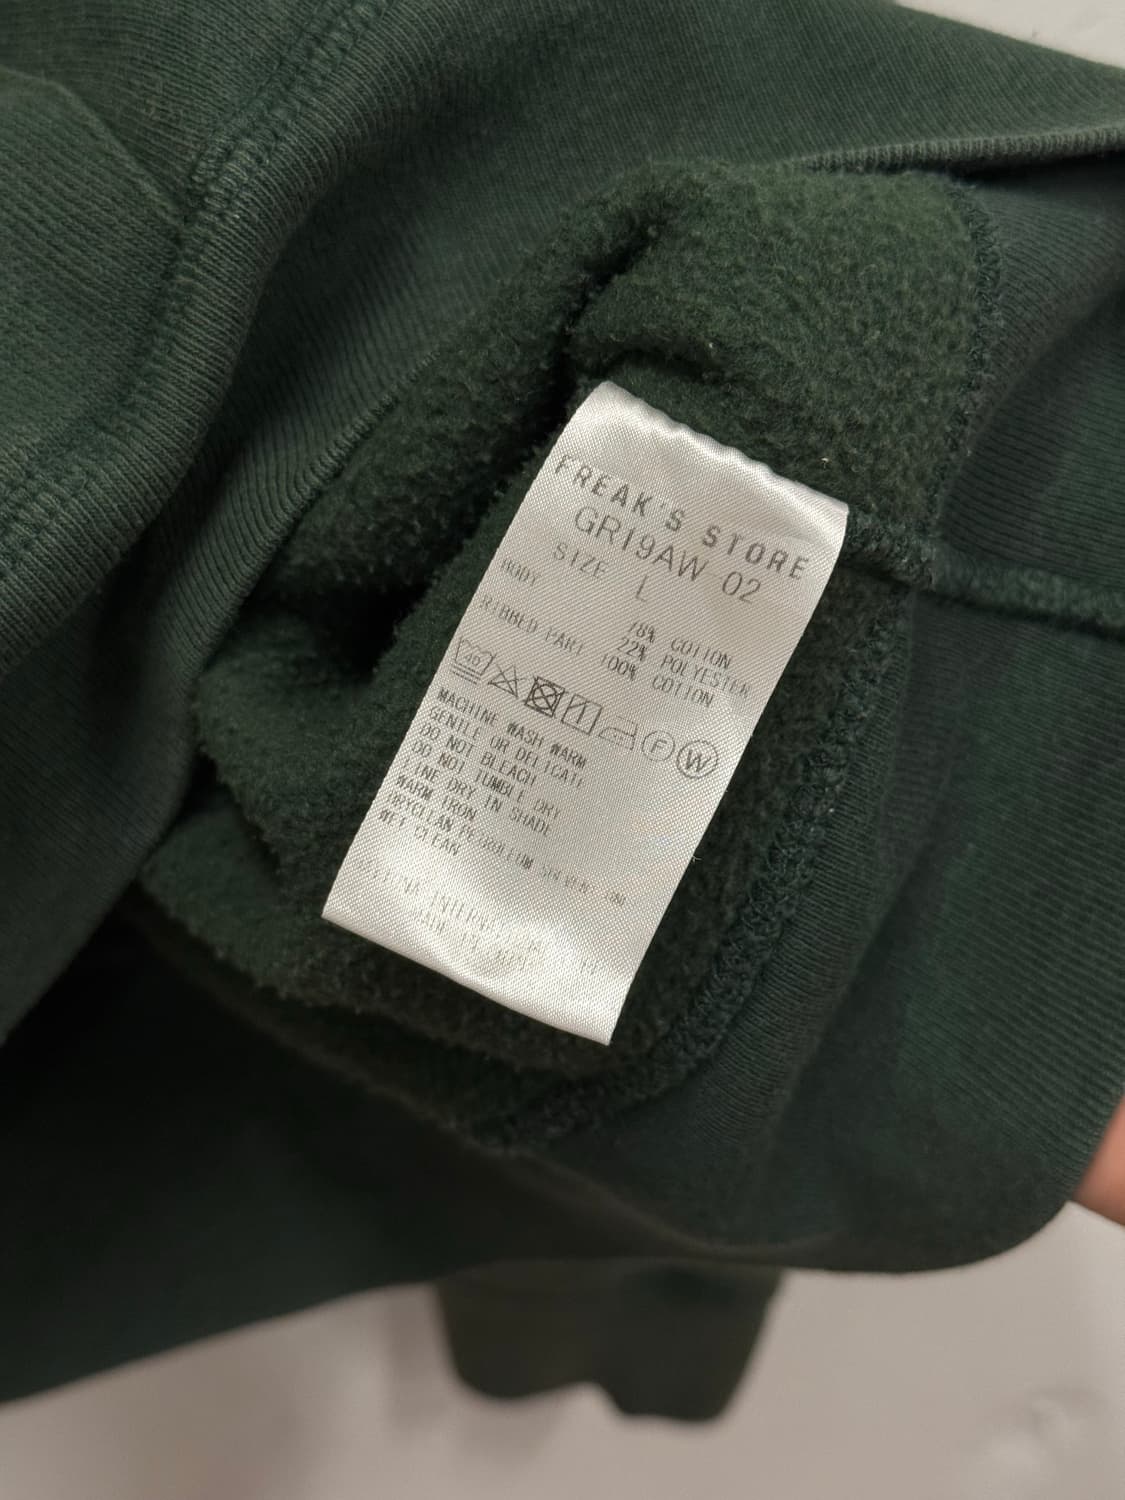 FREAK'S STORE
GR19AW 02
SIZE L
BODY 78% COTTON
22% POLYESTER
RIBBED PART 100% COTTON
40 F W
MACHINE WASH WARM
GENTLE OR DELICATE
DO NOT BLEACH
DO NOT TUMBLE DRY
LINE DRY IN SHADE
WARM IRON
DRYCLEAN PETROLEUM SOLVENT ONLY
WET CLEAN